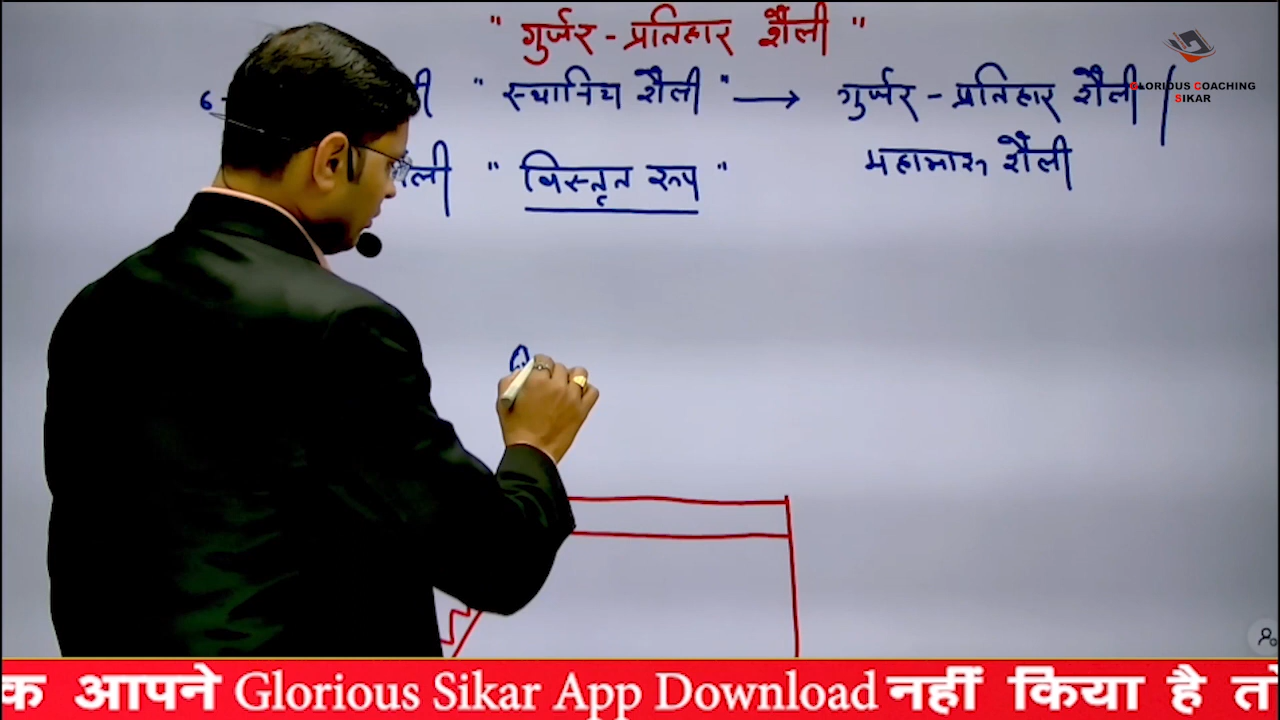 " गुर्जर - प्रतिहार शैली "
" स्थानिय शैली " → गुर्जर - प्रतिहार शैली /
महामारु शैली
" विस्तृत रूप "
GLORIOUS COACHING
SIKAR
क आपने Glorious Sikar App Download नहीं किया है तो